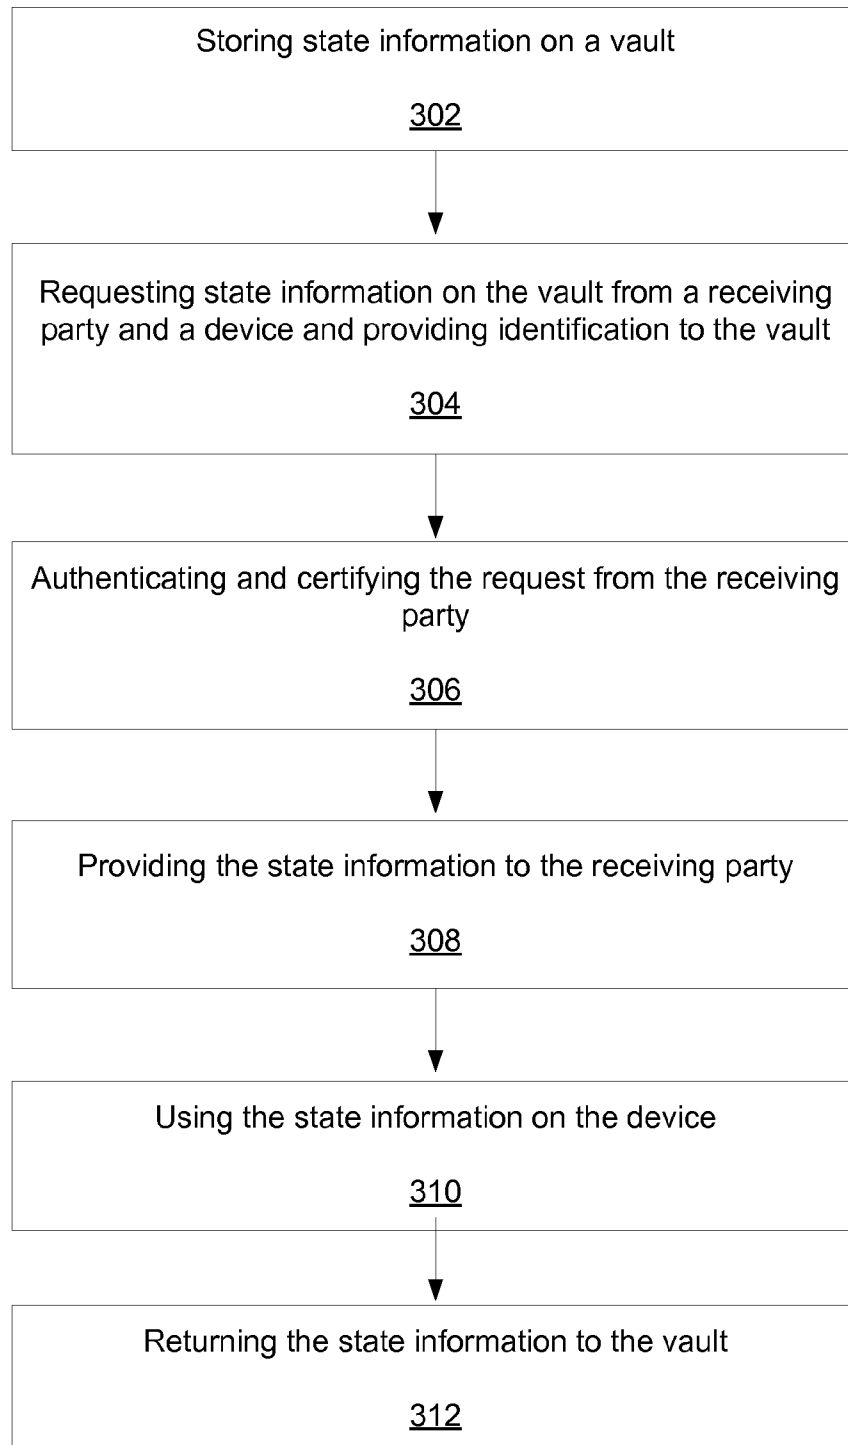 Storing state information on a vault
302
Requesting state information on the vault from a receiving
party and a device and providing identification to the vault
304
Authenticating and certifying the request from the receiving
party
306
Providing the state information to the receiving party
308
Using the state information on the device
310
Returning the state information to the vault
312